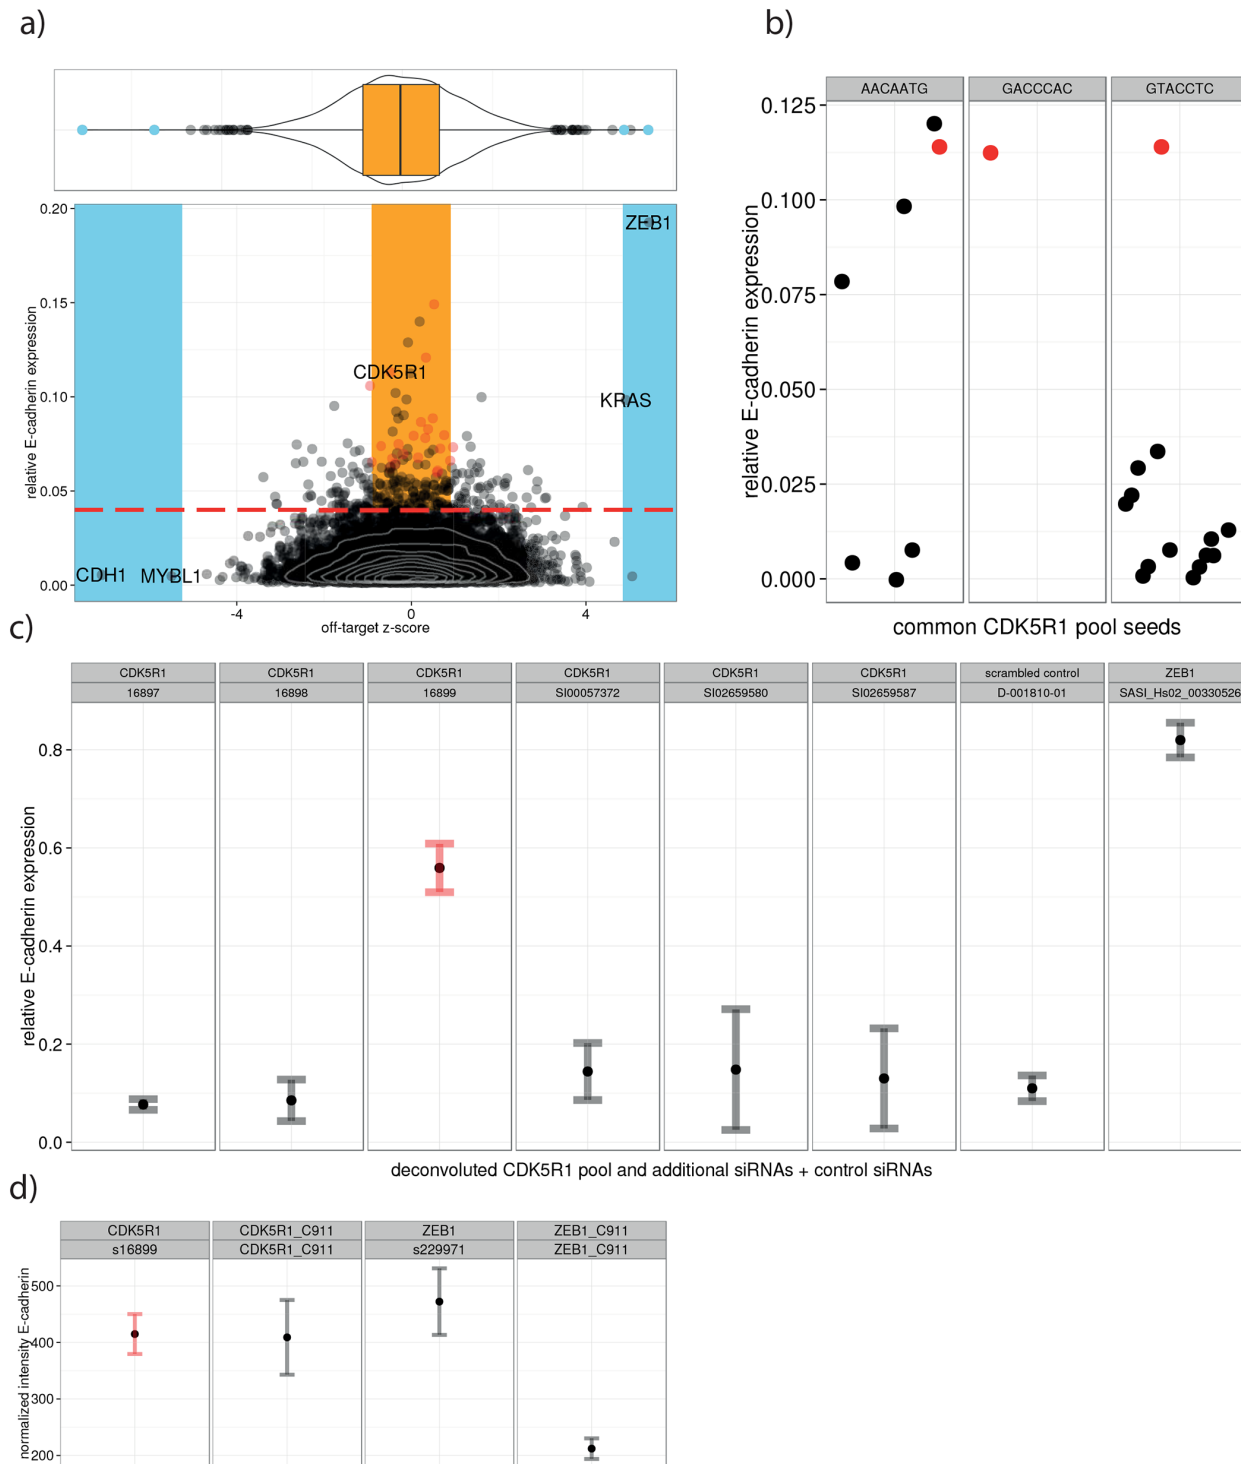 a)
0.20
0.15
0.10
0.05
0.00
relative E-cadherin expression
ZEB1
CDK5R1
KRAS
CDH1
MYBL1
-4
0
4
off-target z-score
b)
AACAATG
GACCCAC
GTACCTC
0.125
0.100
0.075
0.050
0.025
0.000
relative E-cadherin expression
common CDK5R1 pool seeds
c)
CDK5R1
16897
CDK5R1
16898
CDK5R1
16899
CDK5R1
SI00057372
CDK5R1
SI02659580
CDK5R1
SI02659587
scrambled control
D-001810-01
ZEB1
SASI_Hs02_00330526
0.8
0.6
0.4
0.2
0.0
relative E-cadherin expression
deconvoluted CDK5R1 pool and additional siRNAs + control siRNAs
d)
CDK5R1
s16899
CDK5R1_C911
CDK5R1_C911
ZEB1
s229971
ZEB1_C911
ZEB1_C911
500
400
300
200
normalized intensity E-cadherin